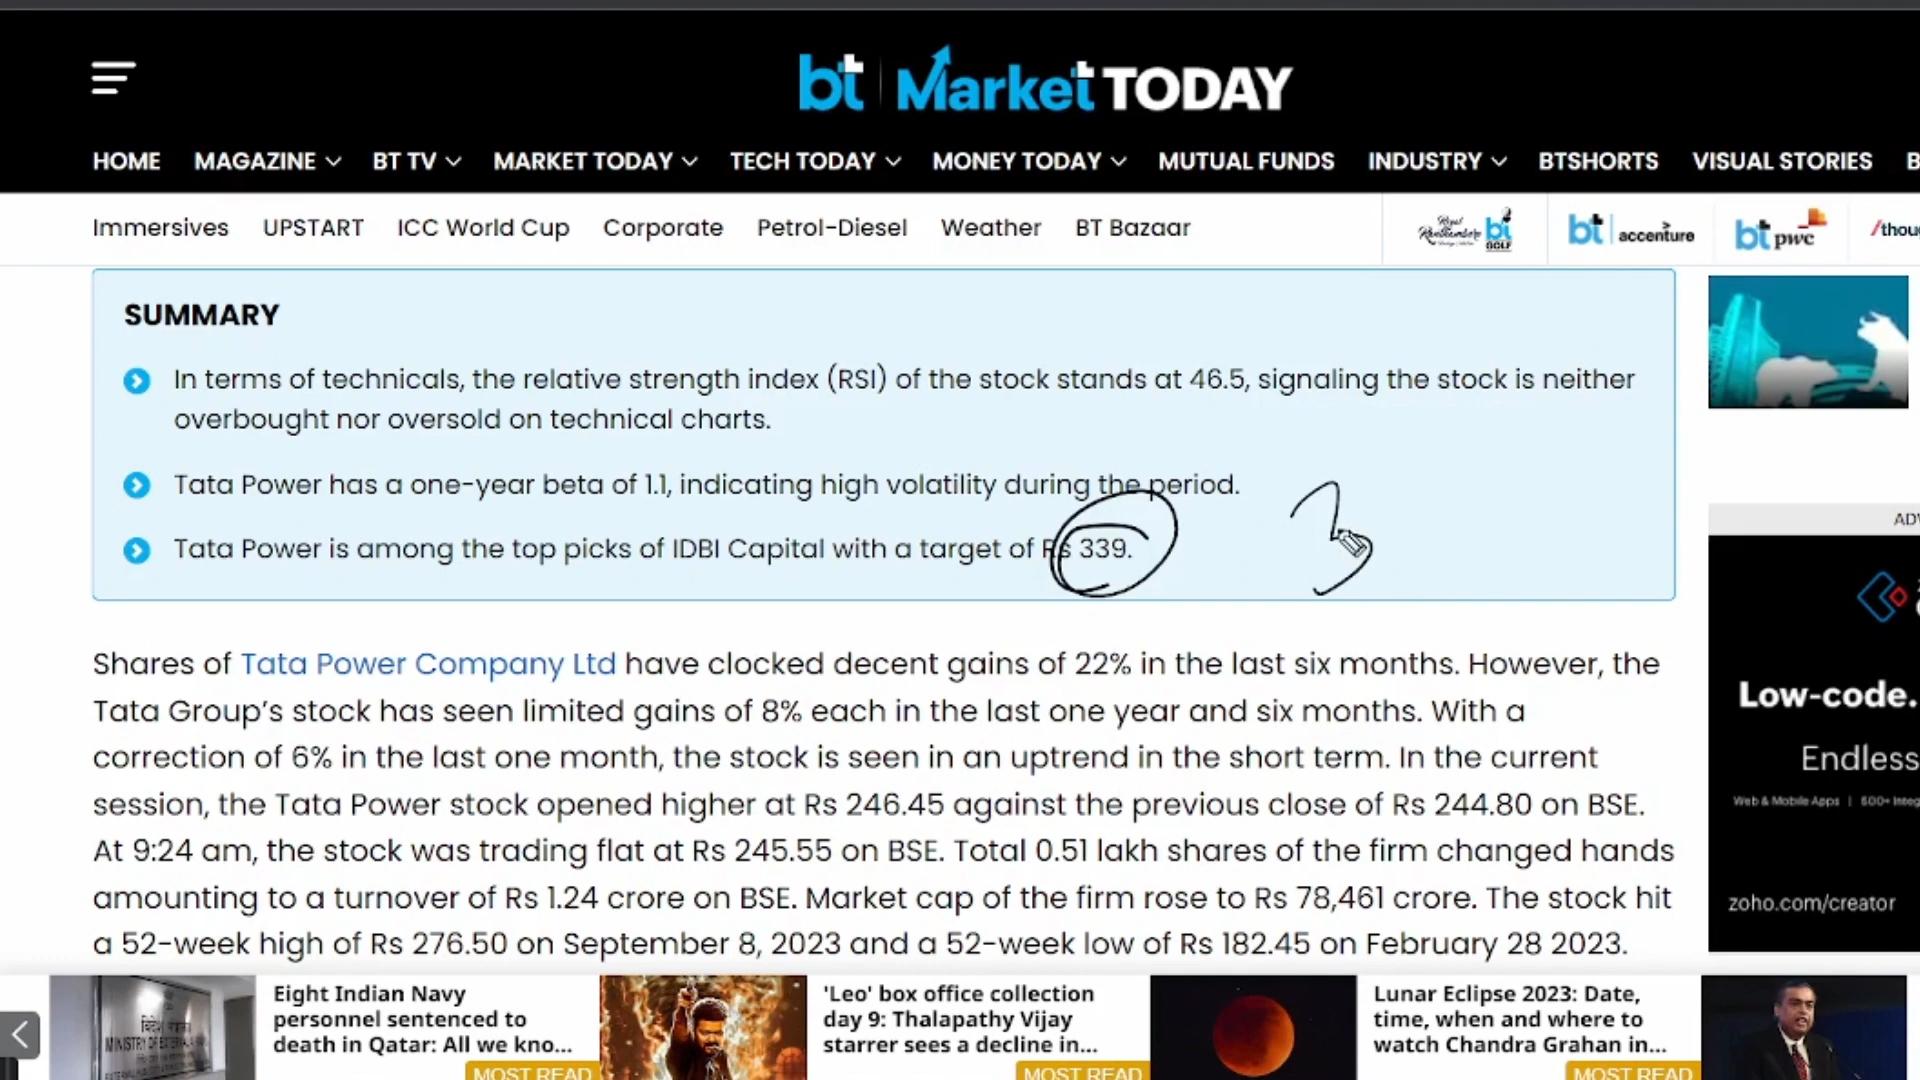 bt | Market TODAY
HOME MAGAZINE BT TV MARKET TODAY TECH TODAY MONEY TODAY MUTUAL FUNDS INDUSTRY BTSHORTS VISUAL STORIES B
Immersives UPSTART ICC World Cup Corporate Petrol-Diesel Weather BT Bazaar
bt GOLF bt | accenture bt pwc /thou
SUMMARY
In terms of technicals, the relative strength index (RSI) of the stock stands at 46.5, signaling the stock is neither
overbought nor oversold on technical charts.
Tata Power has a one-year beta of 1.1, indicating high volatility during the period.
Tata Power is among the top picks of IDBI Capital with a target of Rs 339.
3
Shares of Tata Power Company Ltd have clocked decent gains of 22% in the last six months. However, the
Tata Group's stock has seen limited gains of 8% each in the last one year and six months. With a
correction of 6% in the last one month, the stock is seen in an uptrend in the short term. In the current
session, the Tata Power stock opened higher at Rs 246.45 against the previous close of Rs 244.80 on BSE.
At 9:24 am, the stock was trading flat at Rs 245.55 on BSE. Total 0.51 lakh shares of the firm changed hands
amounting to a turnover of Rs 1.24 crore on BSE. Market cap of the firm rose to Rs 78,461 crore. The stock hit
a 52-week high of Rs 276.50 on September 8, 2023 and a 52-week low of Rs 182.45 on February 28 2023.
ADV
Low-code.
Endless
Web & Mobile Apps | 600+ Integ
zoho.com/creator
Eight Indian Navy
personnel sentenced to
death in Qatar: All we kno...
MOST READ
'Leo' box office collection
day 9: Thalapathy Vijay
starrer sees a decline in...
MOST READ
Lunar Eclipse 2023: Date,
time, when and where to
watch Chandra Grahan in...
MOST READ
MINISTRY OF EXTERNAL